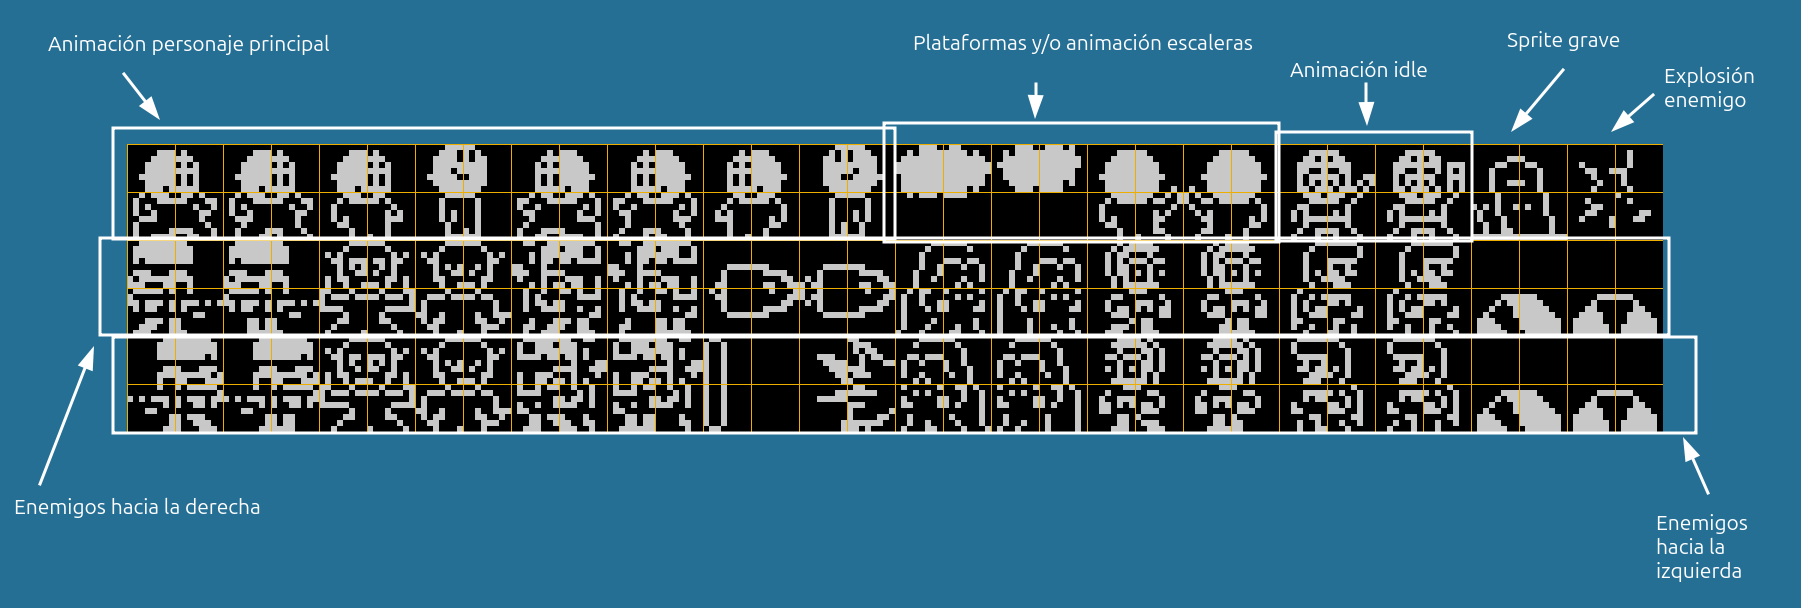 Animación personaje principal
Plataformas y/o animación escaleras
Animación idle
Sprite grave
Explosión
enemigo
Enemigos hacia la derecha
Enemigos
hacia la
izquierda